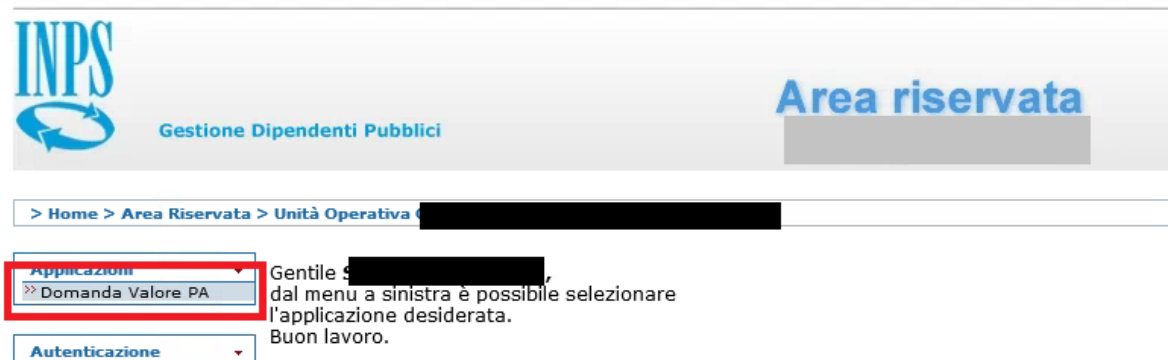 INPS
Gestione Dipendenti Pubblici
Area riservata
> Home > Area Riservata > Unità Operativa
Applicazioni
>> Domanda Valore PA
Gentile
dal menu a sinistra è possibile selezionare
l'applicazione desiderata.
Buon lavoro.
Autenticazione